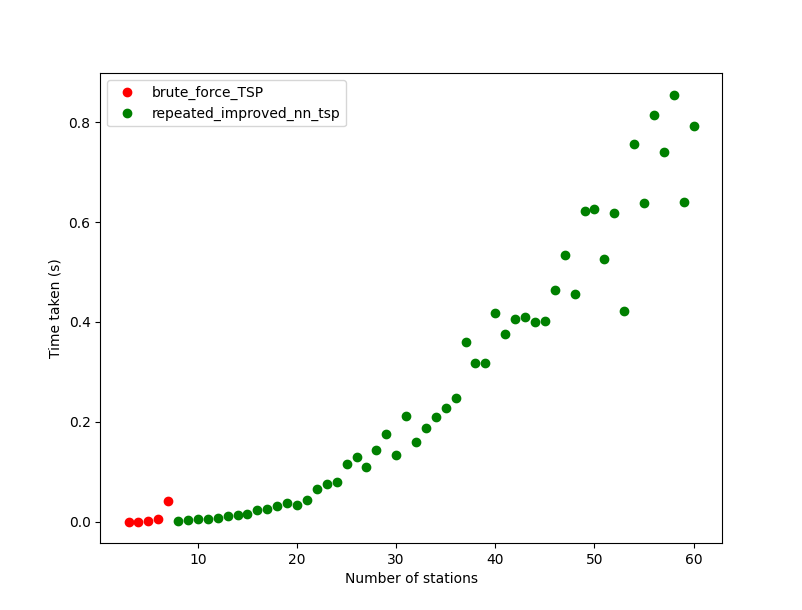 brute_force_TSP
repeated_improved_nn_tsp
0.8
0.6
0.4
0.2
0.0
Time taken (s)
10 20 30 40 50 60
Number of stations